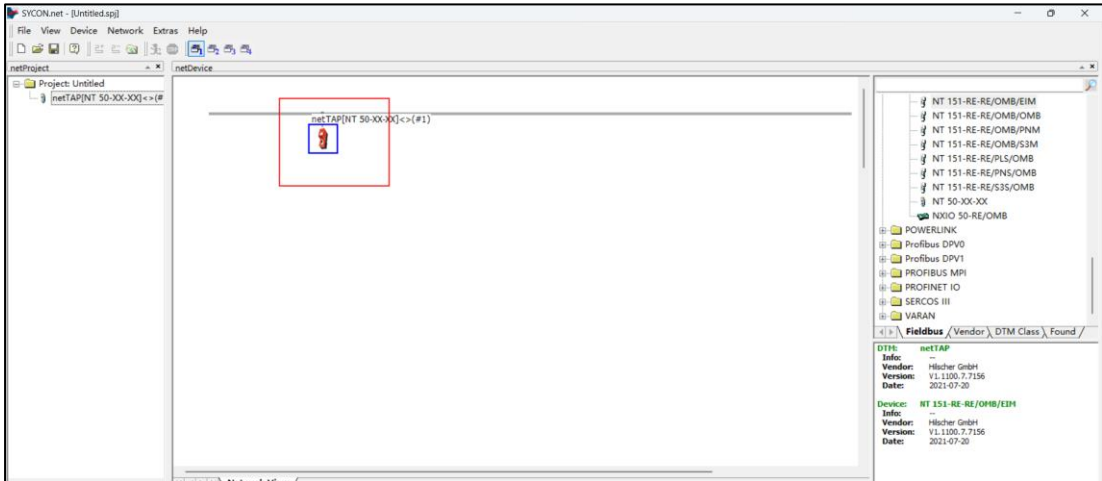 SYCON.net - [Untitled.spj]
File View Device Network Extras Help
netProject
netDevice
Project: Untitled
netTAP[NT 50-XX-XX]<>(#
netTAP[NT 50-XX-XX]<>(#1)
NT 151-RE-RE/OMB/EIM
NT 151-RE-RE/OMB/OMB
NT 151-RE-RE/OMB/PNM
NT 151-RE-RE/OMB/S3M
NT 151-RE-RE/PLS/OMB
NT 151-RE-RE/PNS/OMB
NT 151-RE-RE/S3S/OMB
NT 50-XX-XX
NXIO 50-RE/OMB
POWERLINK
Profibus DPV0
Profibus DPV1
PROFIBUS MPI
PROFINET IO
SERCOS III
VARAN
Fieldbus Vendor DTM Class Found
DTM: netTAP
Info: --
Vendor: Hilscher GmbH
Version: V1.1100.7.7156
Date: 2021-07-20
Device: NT 151-RE-RE/OMB/EIM
Info: --
Vendor: Hilscher GmbH
Version: V1.1100.7.7156
Date: 2021-07-20